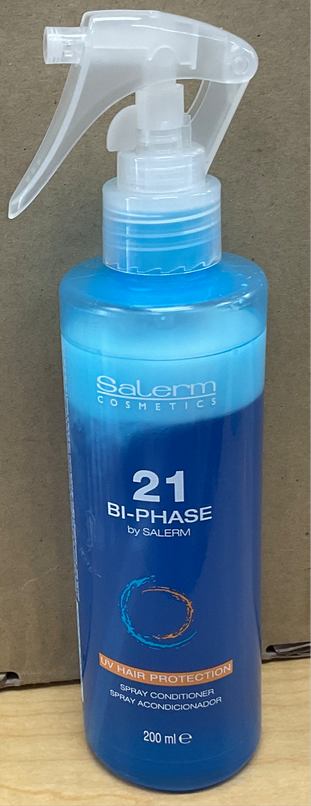 Salerm
COSMETICS
21
BI-PHASE
by SALERM
UV HAIR PROTECTION
SPRAY CONDITIONER
SPRAY ACONDICIONADOR
200 ml ℮